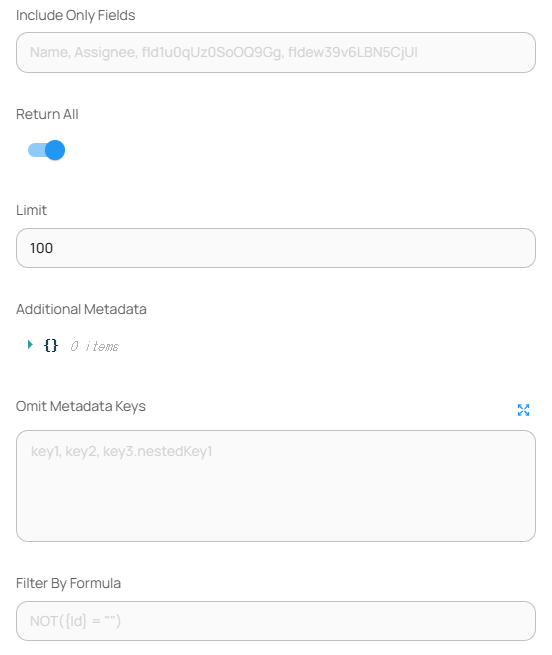 Include Only Fields
Name, Assignee, fld1u0qUz0SoOQ9Gg, fldew39v6LBN5CjUl
Return All
Limit
100
Additional Metadata
{} 0 items
Omit Metadata Keys
key1, key2, key3.nestedKey1
Filter By Formula
NOT({Id} = "")